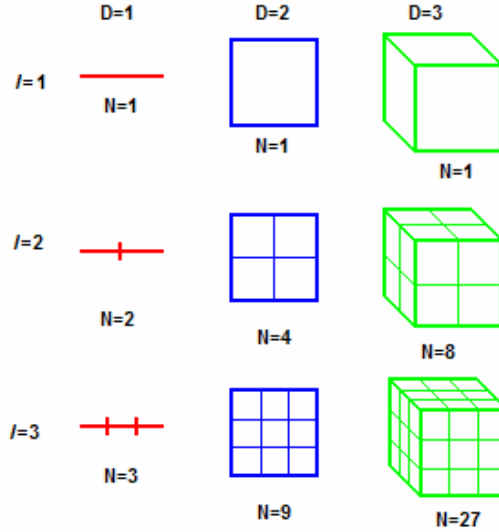 D=1 D=2 D=3
l=1
N=1
N=1
N=1
l=2
N=2
N=4
N=8
l=3
N=3
N=9
N=27